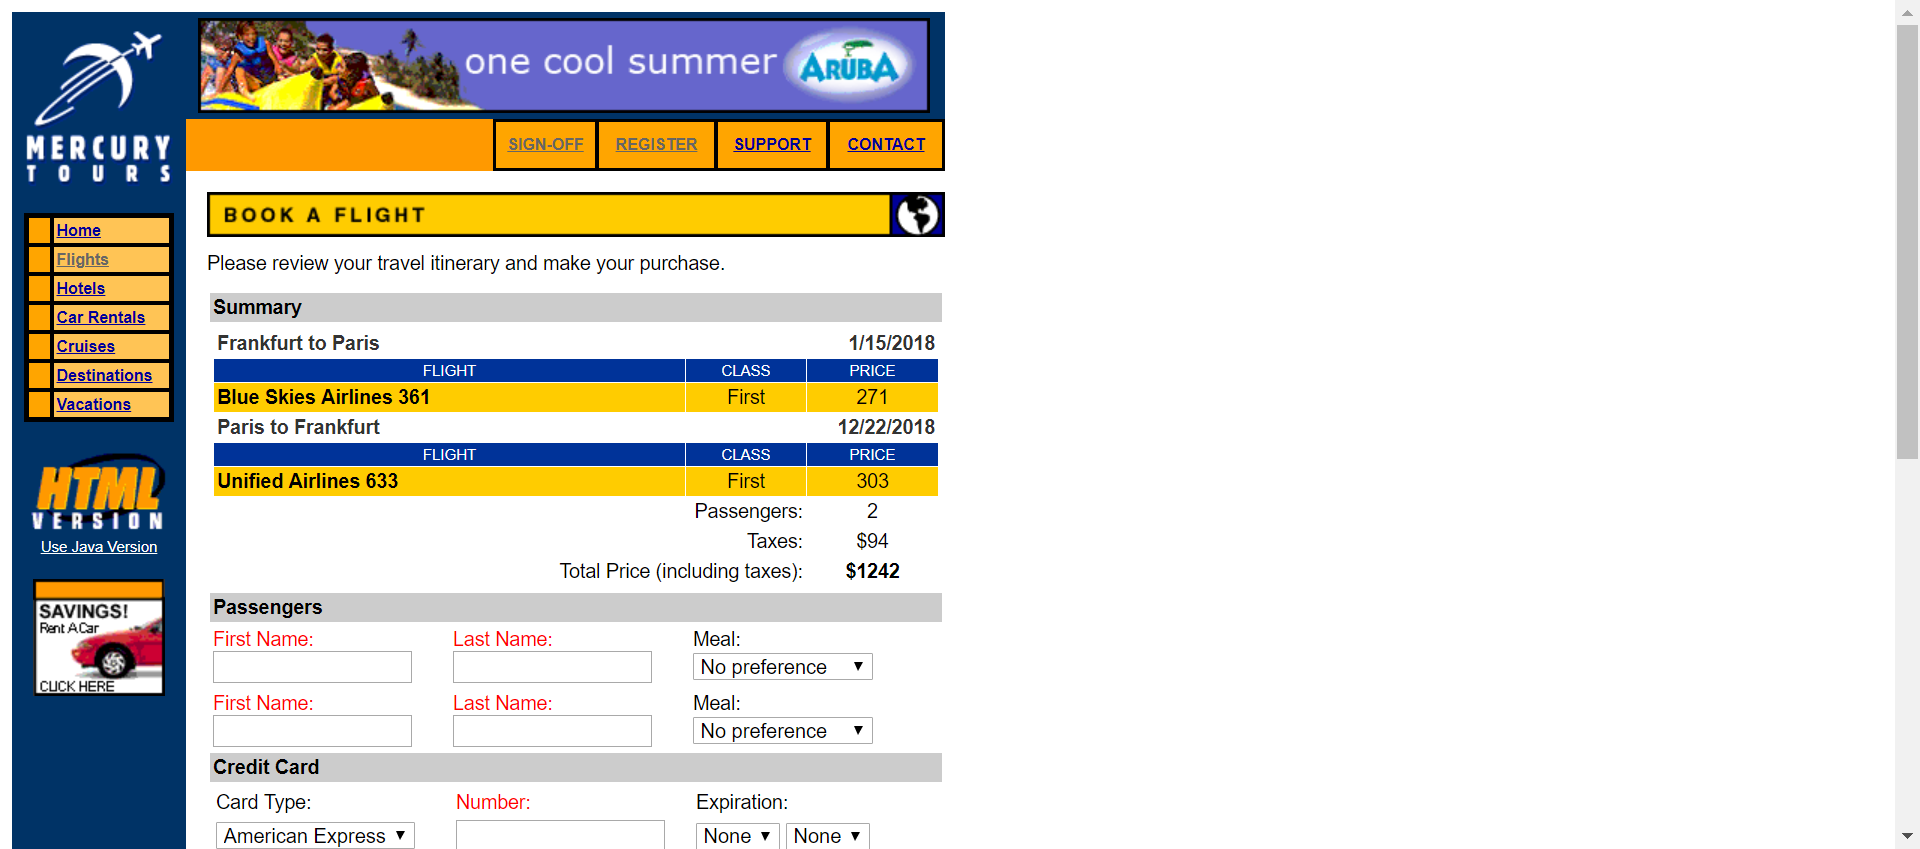 one cool summer ARUBA
MERCURY
TOURS
SIGN-OFF REGISTER SUPPORT CONTACT
BOOK A FLIGHT
Home
Flights
Hotels
Car Rentals
Cruises
Destinations
Vacations
HTML
VERSION
Use Java Version
SAVINGS!
Rent A Car
CLICK HERE
Please review your travel itinerary and make your purchase.
Summary
Frankfurt to Paris 1/15/2018
FLIGHT CLASS PRICE
Blue Skies Airlines 361 First 271
Paris to Frankfurt 12/22/2018
FLIGHT CLASS PRICE
Unified Airlines 633 First 303
Passengers: 2
Taxes: $94
Total Price (including taxes): $1242
Passengers
First Name: Last Name: Meal:
No preference
First Name: Last Name: Meal:
No preference
Credit Card
Card Type: Number: Expiration:
American Express None None